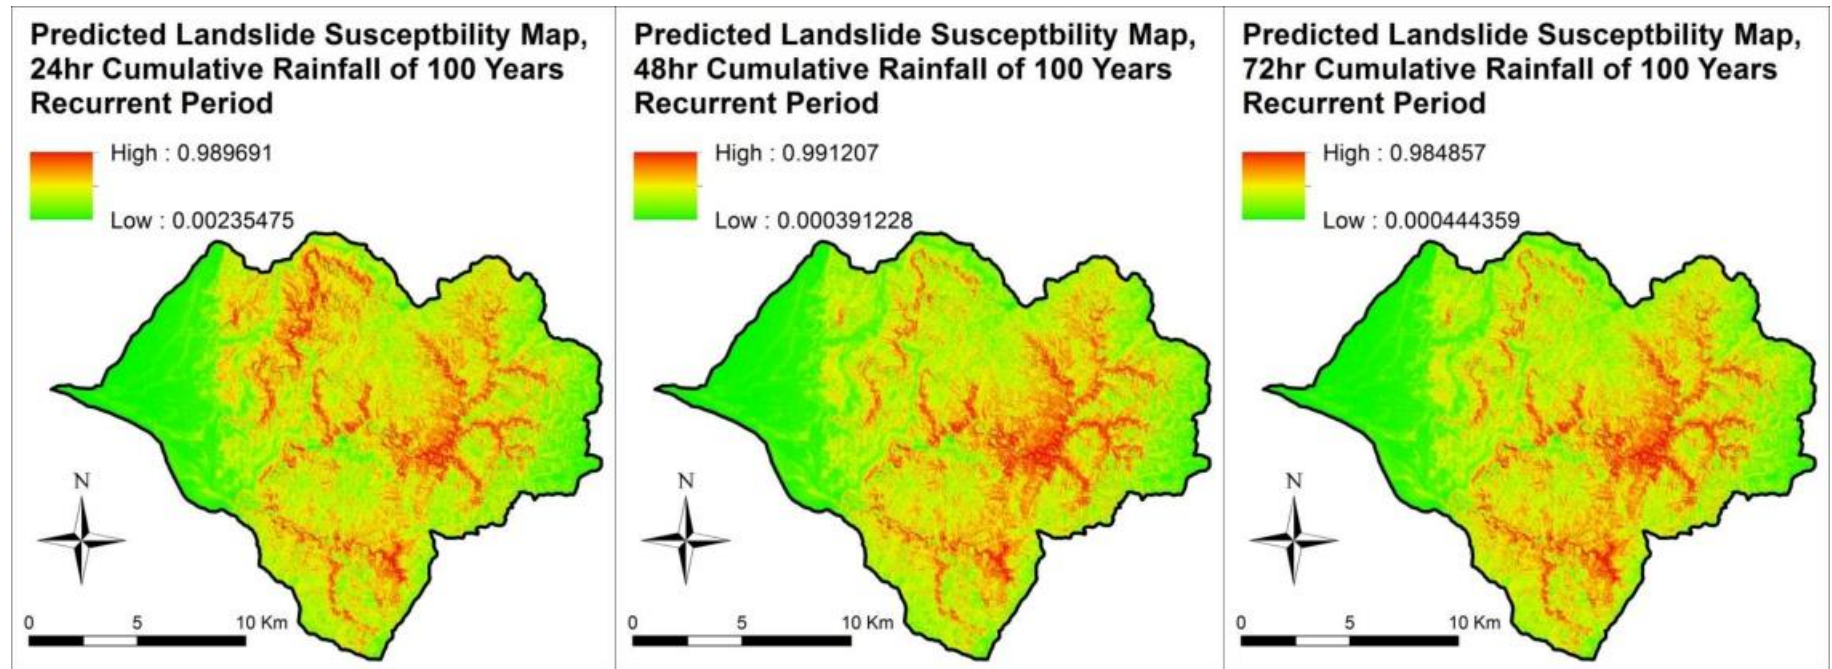 Predicted Landslide Susceptbility Map,
24hr Cumulative Rainfall of 100 Years
Recurrent Period
High : 0.989691
Low : 0.00235475
N
0 5 10 Km
Predicted Landslide Susceptbility Map,
48hr Cumulative Rainfall of 100 Years
Recurrent Period
High : 0.991207
Low : 0.000391228
N
0 5 10 Km
Predicted Landslide Susceptbility Map,
72hr Cumulative Rainfall of 100 Years
Recurrent Period
High : 0.984857
Low : 0.000444359
N
0 5 10 Km